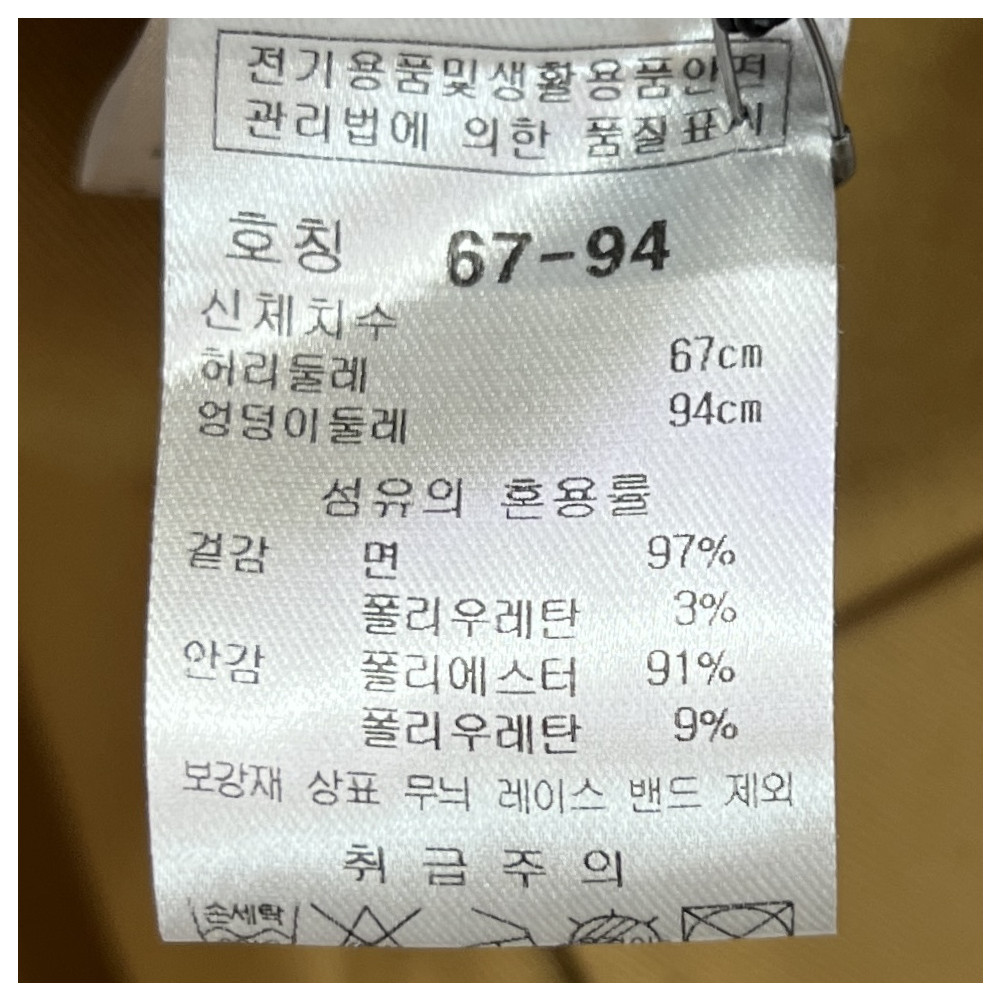 전기용품및생활용품안전
관리법에 의한 품질표시
호칭 67-94
신체치수
허리둘레 67cm
엉덩이둘레 94cm
섬유의 혼용률
겉감 면 97%
폴리우레탄 3%
안감 폴리에스터 91%
폴리우레탄 9%
보강재 상표 무늬 레이스 밴드 제외
취급주의
손세탁